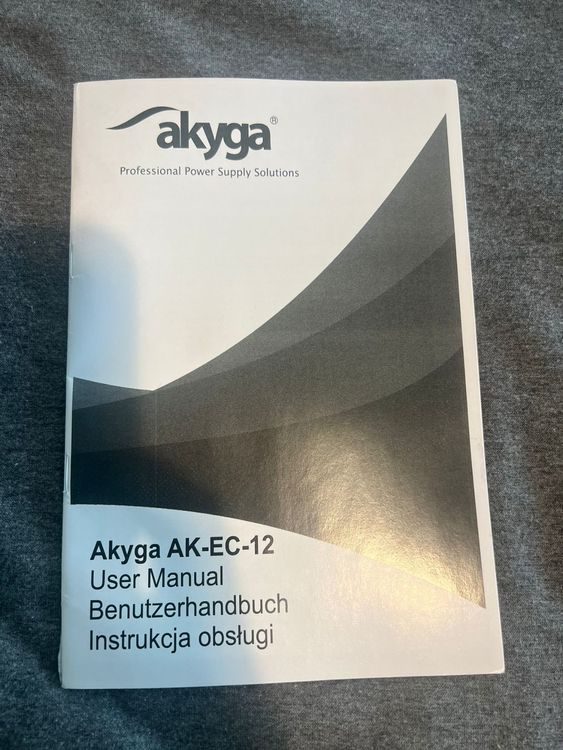 akyga®
Professional Power Supply Solutions
Akyga AK-EC-12
User Manual
Benutzerhandbuch
Instrukcja obsługi